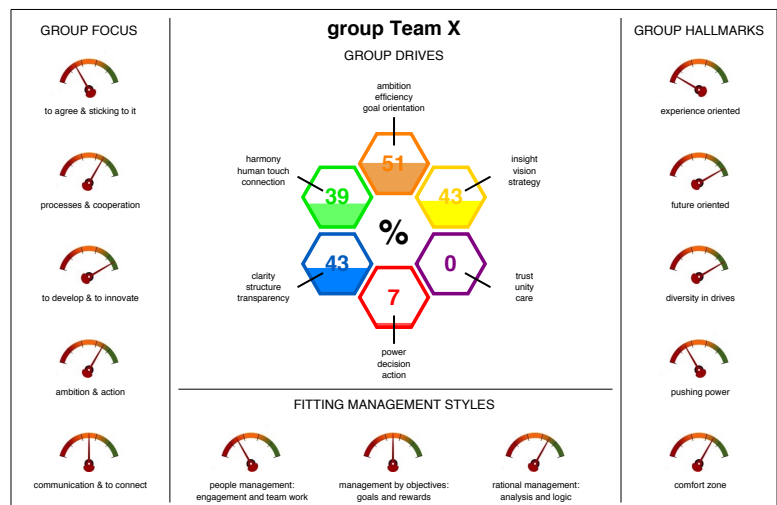 group Team X
GROUP FOCUS
to agree & sticking to it
processes & cooperation
to develop & to innovate
ambition & action
communication & to connect
GROUP DRIVES
ambition
efficiency
goal orientation
51
harmony
human touch
connection
39
insight
vision
strategy
43
%
clarity
structure
transparency
43
0
trust
unity
care
7
power
decision
action
FITTING MANAGEMENT STYLES
people management:
engagement and team work
management by objectives:
goals and rewards
rational management:
analysis and logic
GROUP HALLMARKS
experience oriented
future oriented
diversity in drives
pushing power
comfort zone